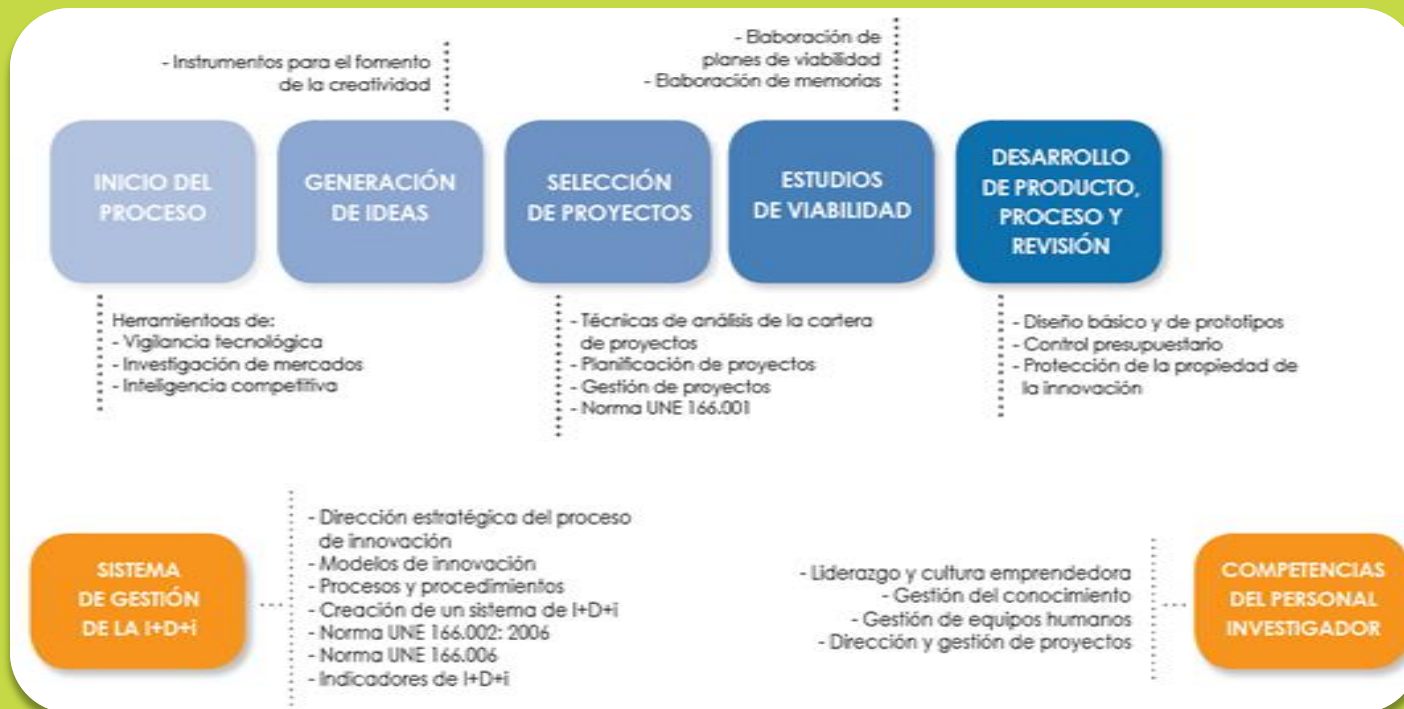 - Instrumentos para el fomento
de la creatividad
- Elaboración de
planes de viabilidad
- Elaboración de memorias
INICIO DEL
PROCESO
GENERACIÓN
DE IDEAS
SELECCIÓN
DE PROYECTOS
ESTUDIOS
DE VIABILIDAD
DESARROLLO
DE PRODUCTO,
PROCESO Y
REVISIÓN
Herramientoas de:
- Vigilancia tecnológica
- Investigación de mercados
- Inteligencia competitiva
- Técnicas de análisis de la cartera
de proyectos
- Planificación de proyectos
- Gestión de proyectos
- Norma UNE 166.001
- Diseño básico y de prototipos
- Control presupuestario
- Protección de la propiedad de
la innovación
SISTEMA
DE GESTIÓN
DE LA I+D+i
- Dirección estratégica del proceso
de innovación
- Modelos de innovación
- Procesos y procedimientos
- Creación de un sistema de I+D+i
- Norma UNE 166.002: 2006
- Norma UNE 166.006
- Indicadores de I+D+i
- Liderazgo y cultura emprendedora
- Gestión del conocimiento
- Gestión de equipos humanos
- Dirección y gestión de proyectos
COMPETENCIAS
DEL PERSONAL
INVESTIGADOR